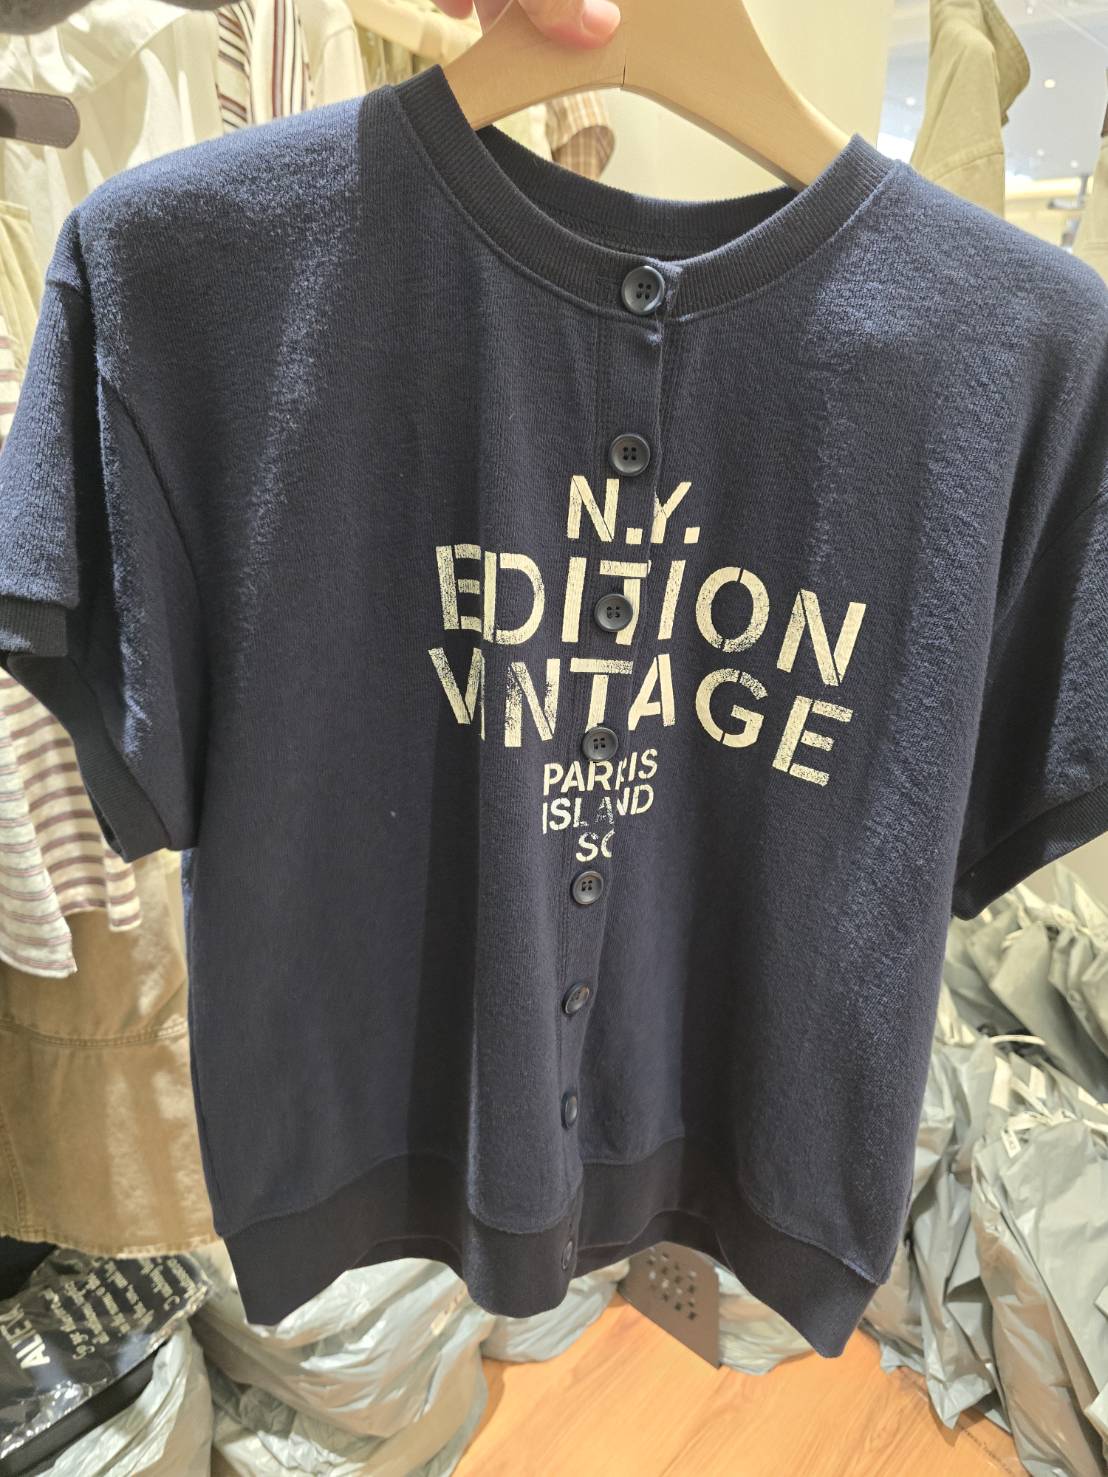 N.Y.
EDITION
VINTAGE
PARRIS
ISLAND
SC